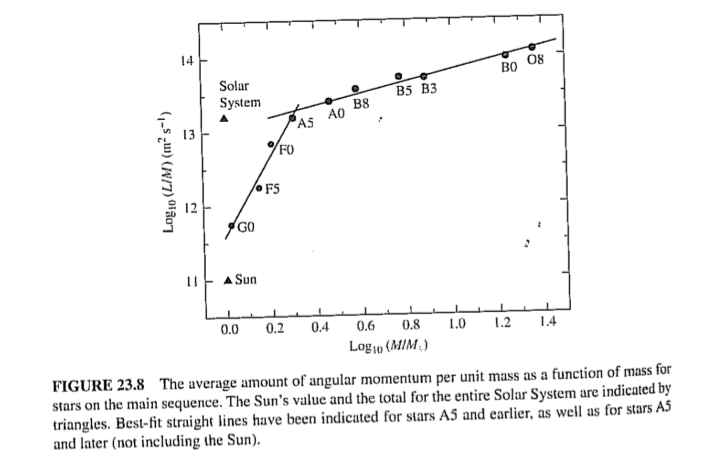 14
13
12
11
Log10 (L/M) (m2 s−1)
Solar
System
Sun
G0
F5
F0
A5
A0
B8
B5 B3
B0 O8
0.0 0.2 0.4 0.6 0.8 1.0 1.2 1.4
Log10 (M/M☉)
FIGURE 23.8 The average amount of angular momentum per unit mass as a function of mass for
stars on the main sequence. The Sun's value and the total for the entire Solar System are indicated by
triangles. Best-fit straight lines have been indicated for stars A5 and earlier, as well as for stars A5
and later (not including the Sun).